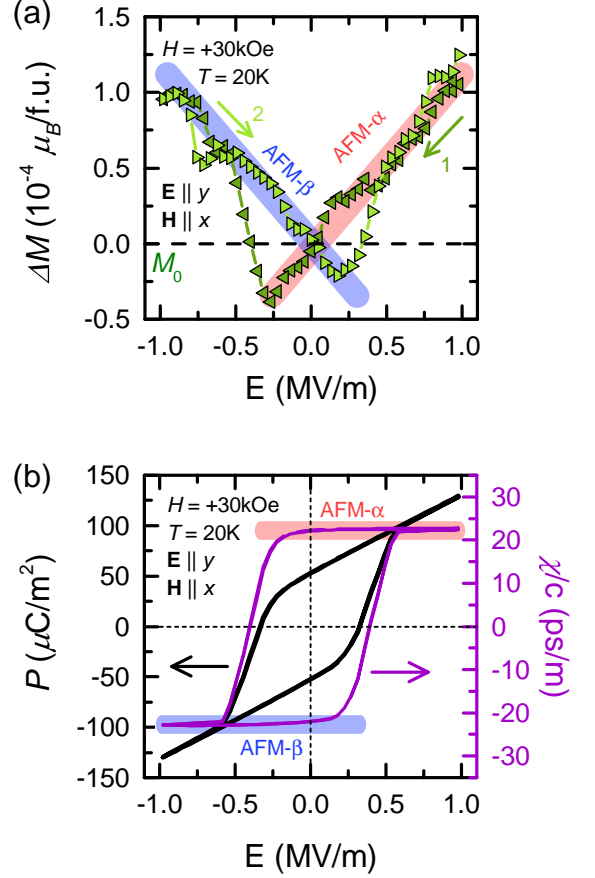 (a)
1.5
1.0
0.5
0.0
-0.5
ΔM (10⁻⁴ μ_B/f.u.)
H = +30kOe
T = 20K
2
AFM-β
AFM-α
1
E || y
H || x
M₀
-1.0 -0.5 0.0 0.5 1.0
E (MV/m)
(b)
150
100
50
0
-50
-100
-150
P (μC/m²)
H = +30kOe
T = 20K
E || y
H || x
AFM-α
AFM-β
30
20
10
0
-10
-20
-30
χ/c (ps/m)
-1.0 -0.5 0.0 0.5 1.0
E (MV/m)